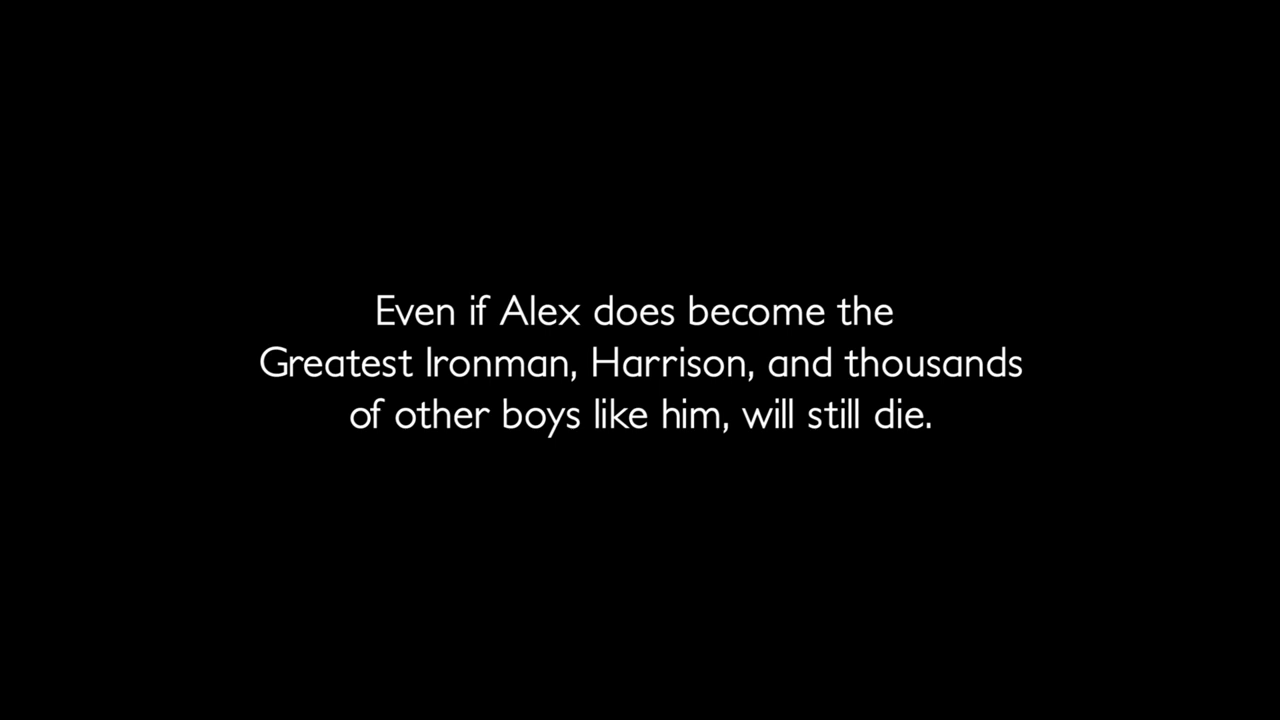 Even if Alex does become the
Greatest Ironman, Harrison, and thousands
of other boys like him, will still die.